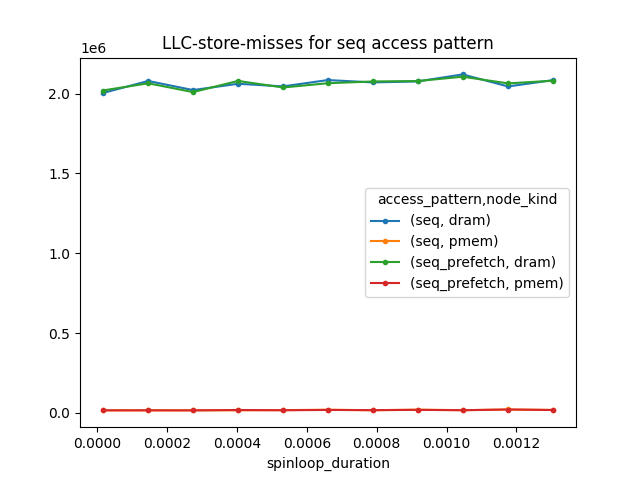 LLC-store-misses for seq access pattern
1e6
2.0
1.5
1.0
0.5
0.0
access_pattern,node_kind
(seq, dram)
(seq, pmem)
(seq_prefetch, dram)
(seq_prefetch, pmem)
0.0000 0.0002 0.0004 0.0006 0.0008 0.0010 0.0012
spinloop_duration